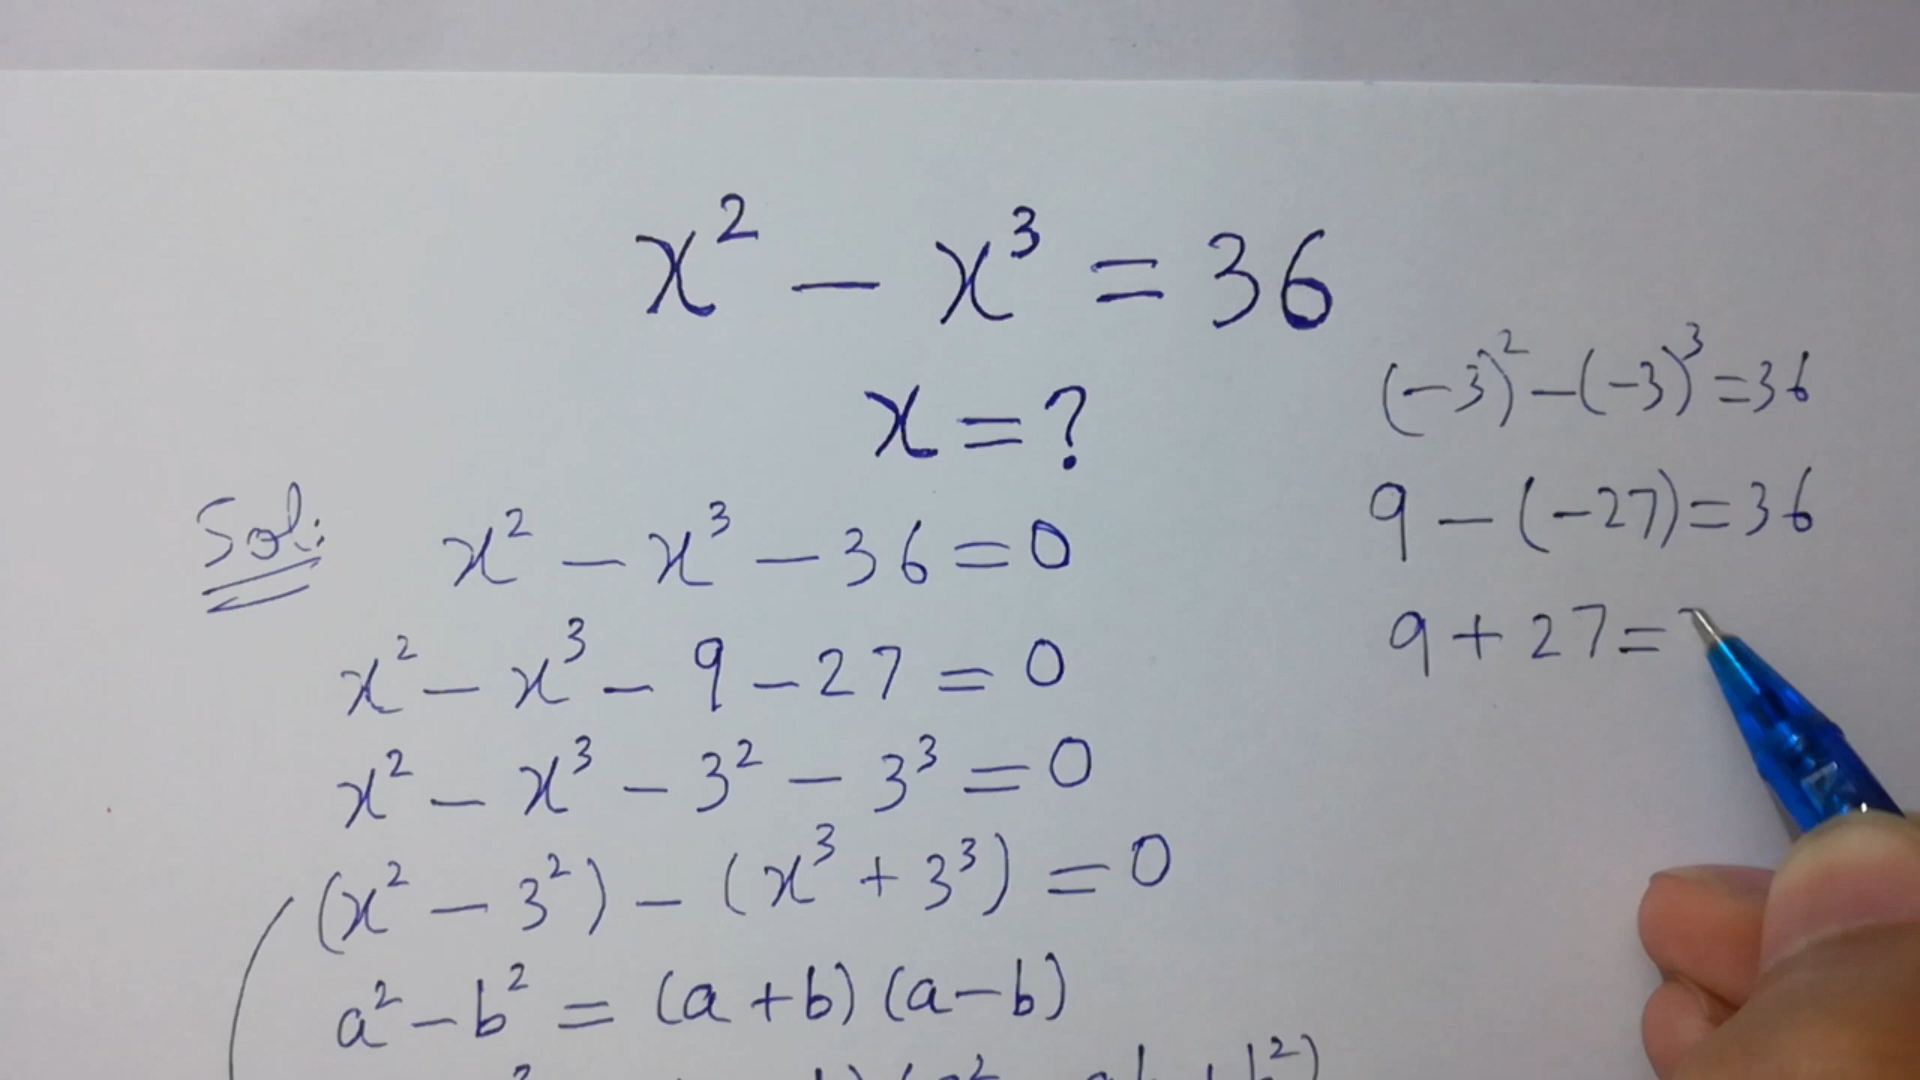 x² − x³ = 36
x = ?
Sol:
x² − x³ − 36 = 0
x² − x³ − 9 − 27 = 0
x² − x³ − 3² − 3³ = 0
(x² − 3²) − (x³ + 3³) = 0
a² − b² = (a + b) (a − b)
(−3)² − (−3)³ = 36
9 − (−27) = 36
9 + 27 =